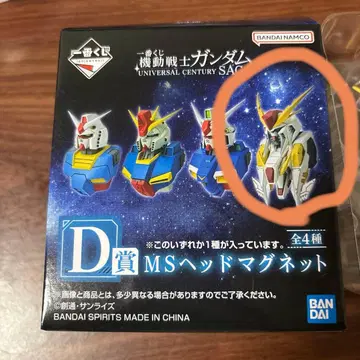 BANDAI NAMCO
一番くじ
一番くじ
機動戦士ガンダム
UNIVERSAL CENTURY SAG
※このいずれか1種が入っています。
全4種
D賞 MSヘッドマグネット
※画像と商品とは、多少異なる場合がありますのでご了承ください。
©創通・サンライズ
BANDAI SPIRITS MADE IN CHINA
BAN
DAI